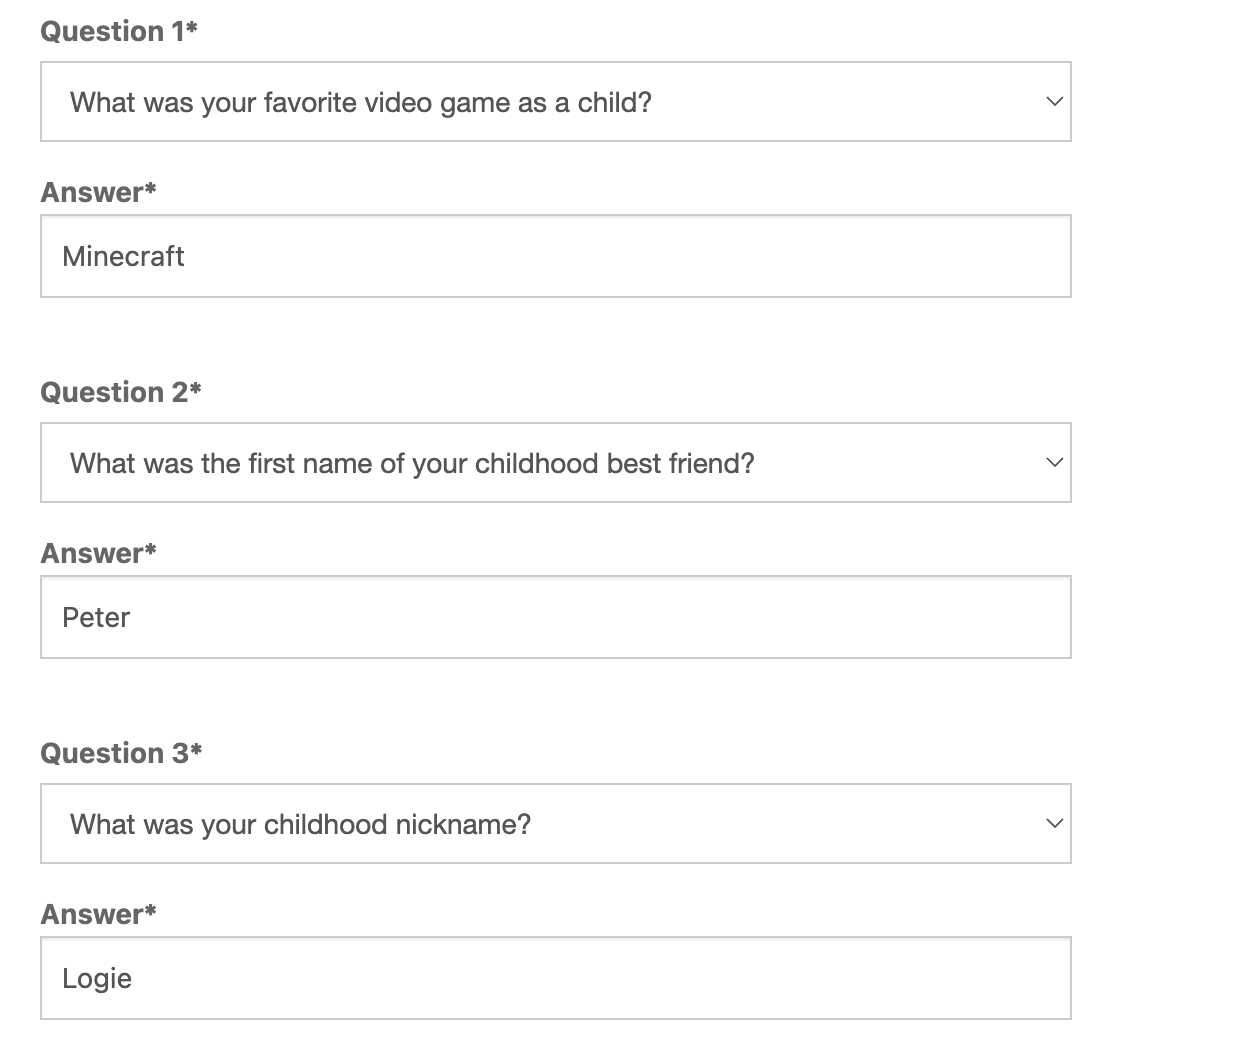 Question 1*
What was your favorite video game as a child?
Answer*
Minecraft
Question 2*
What was the first name of your childhood best friend?
Answer*
Peter
Question 3*
What was your childhood nickname?
Answer*
Logie